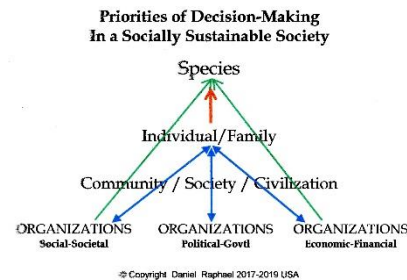 Priorities of Decision-Making
In a Socially Sustainable Society
Species
Individual/Family
Community / Society / Civilization
ORGANIZATIONS ORGANIZATIONS ORGANIZATIONS
Social-Societal Political-Govtl Economic-Financial
© Copyright Daniel Raphael 2017-2019 USA